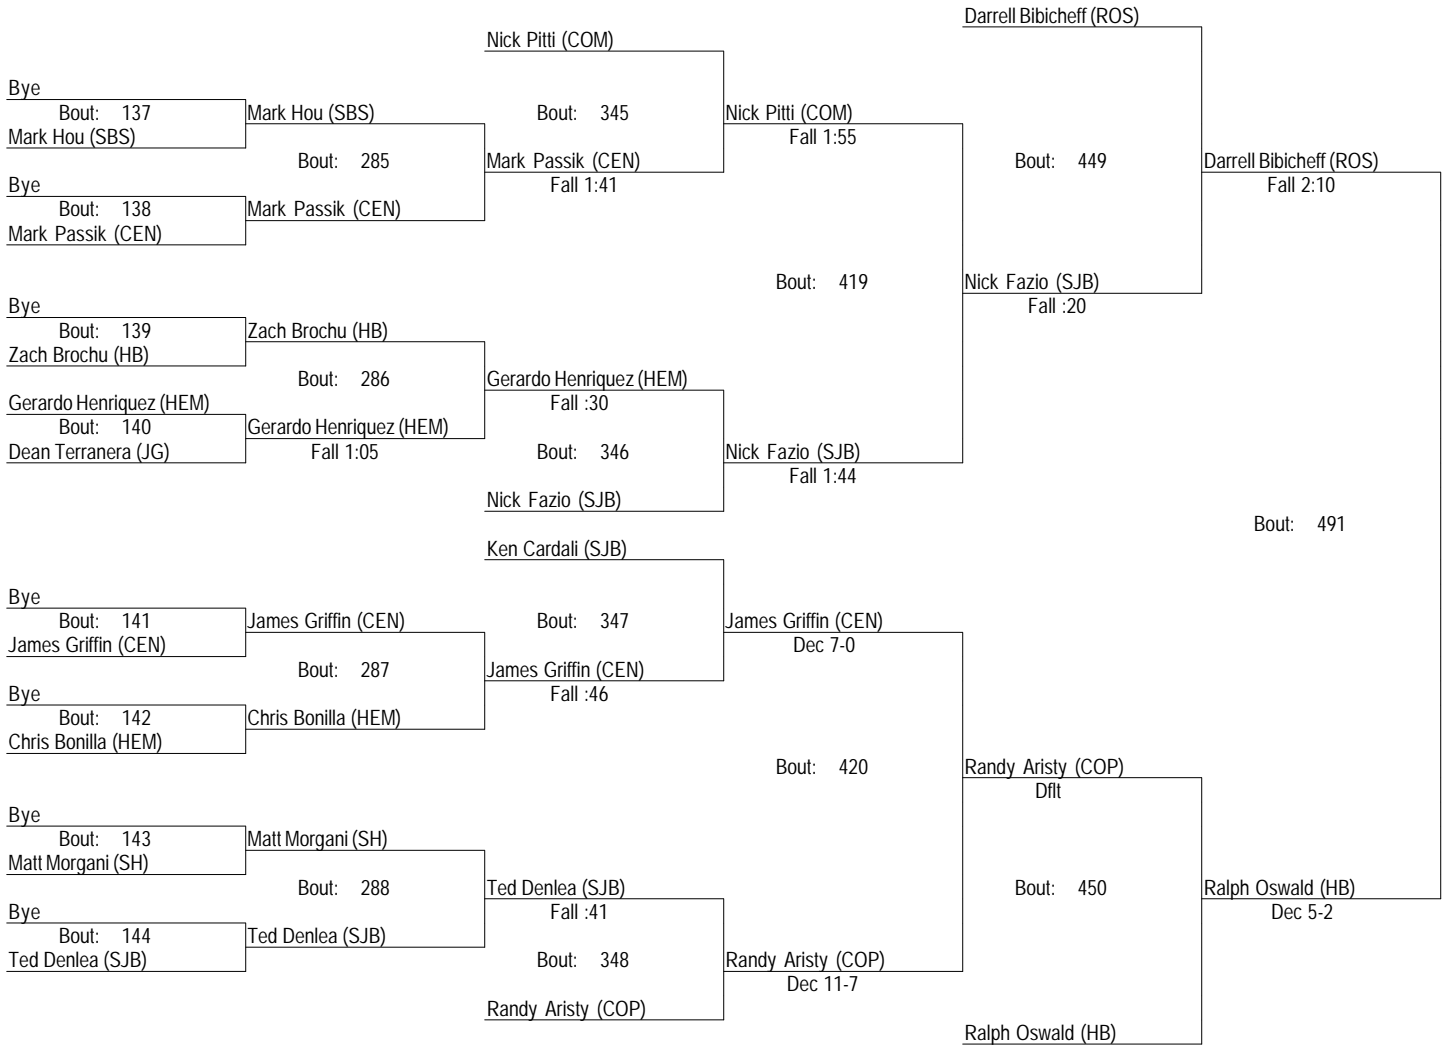 Darrell Bibicheff (ROS)
Nick Pitti (COM)
Bye
Bout: 137
Mark Hou (SBS)
Mark Hou (SBS)
Bout: 345
Nick Pitti (COM)
Fall 1:55
Bout: 285
Mark Passik (CEN)
Fall 1:41
Bout: 449
Darrell Bibicheff (ROS)
Fall 2:10
Bye
Bout: 138
Mark Passik (CEN)
Mark Passik (CEN)
Bout: 419
Nick Fazio (SJB)
Fall :20
Bye
Bout: 139
Zach Brochu (HB)
Zach Brochu (HB)
Bout: 286
Gerardo Henriquez (HEM)
Fall :30
Gerardo Henriquez (HEM)
Bout: 140
Dean Terranera (JG)
Gerardo Henriquez (HEM)
Fall 1:05
Bout: 346
Nick Fazio (SJB)
Fall 1:44
Nick Fazio (SJB)
Bout: 491
Ken Cardali (SJB)
Bye
Bout: 141
James Griffin (CEN)
James Griffin (CEN)
Bout: 347
James Griffin (CEN)
Dec 7-0
Bout: 287
James Griffin (CEN)
Fall :46
Bye
Bout: 142
Chris Bonilla (HEM)
Chris Bonilla (HEM)
Bout: 420
Randy Aristy (COP)
Dflt
Bye
Bout: 143
Matt Morgani (SH)
Matt Morgani (SH)
Bout: 288
Ted Denlea (SJB)
Fall :41
Bout: 450
Ralph Oswald (HB)
Dec 5-2
Bye
Bout: 144
Ted Denlea (SJB)
Ted Denlea (SJB)
Bout: 348
Randy Aristy (COP)
Dec 11-7
Randy Aristy (COP)
Ralph Oswald (HB)